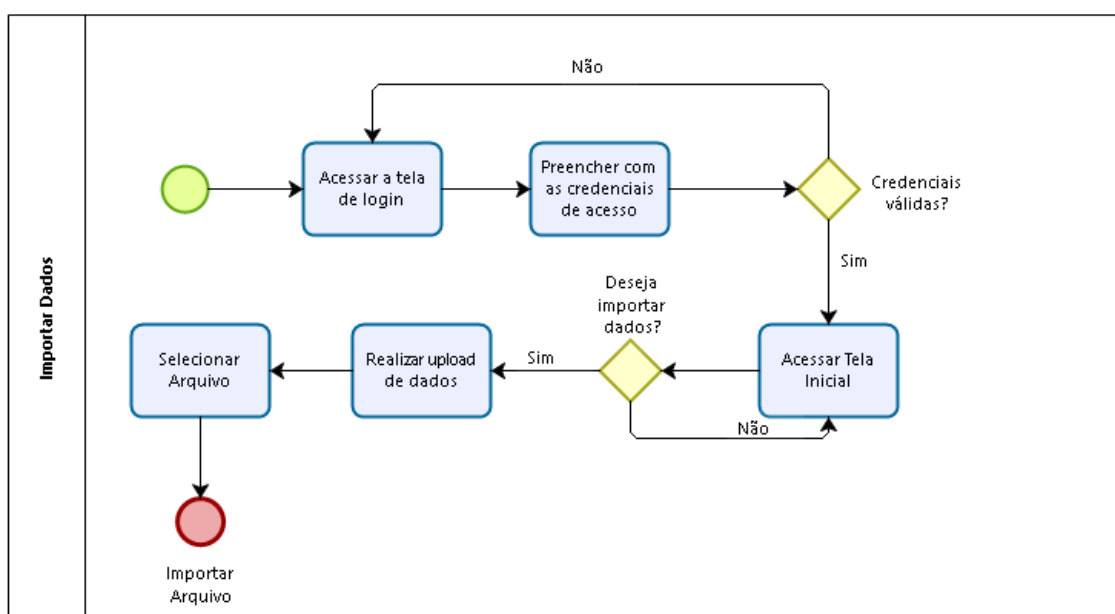 Importar Dados
Não
Acessar a tela
de login
Preencher com
as credenciais
de acesso
Credenciais
válidas?
Sim
Deseja
importar
dados?
Selecionar
Arquivo
Realizar upload
de dados
Sim
Acessar Tela
Inicial
Não
Importar
Arquivo